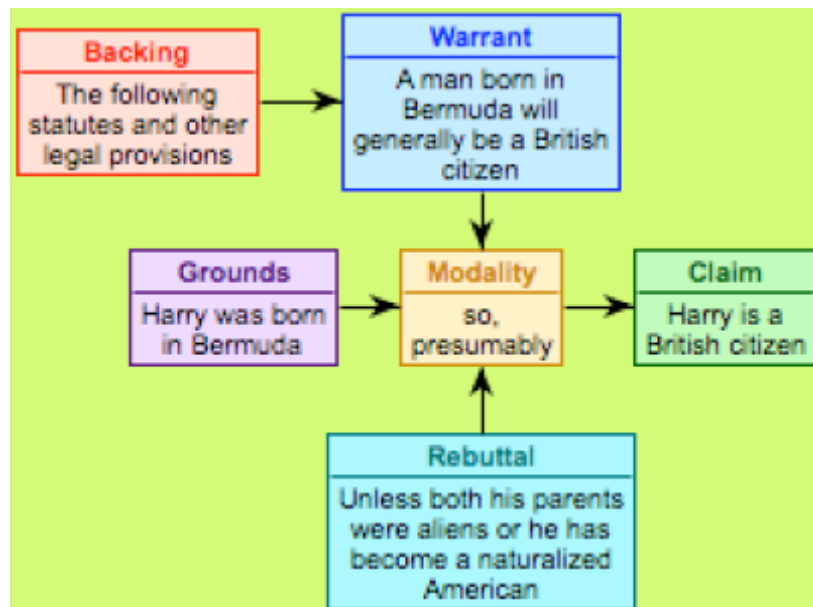 Backing
The following
statutes and other
legal provisions
Warrant
A man born in
Bermuda will
generally be a British
citizen
Grounds
Harry was born
in Bermuda
Modality
so,
presumably
Claim
Harry is a
British citizen
Rebuttal
Unless both his parents
were aliens or he has
become a naturalized
American